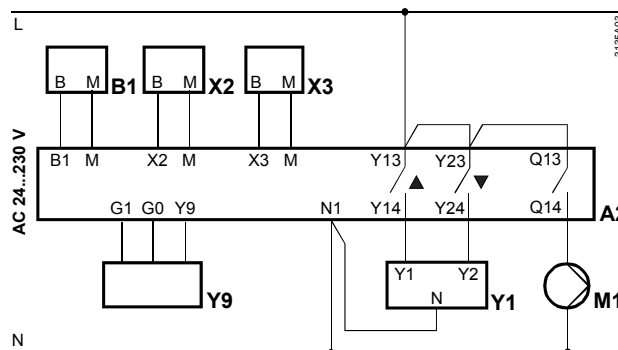 L
B M B1 B M X2 B M X3
AC 24...230 V
B1 M X2 M X3 M Y13 Y23 Q13
G1 G0 Y9 N1 Y14 Y24 Q14
A2
Y9
Y1 Y2
N
Y1
M1
N